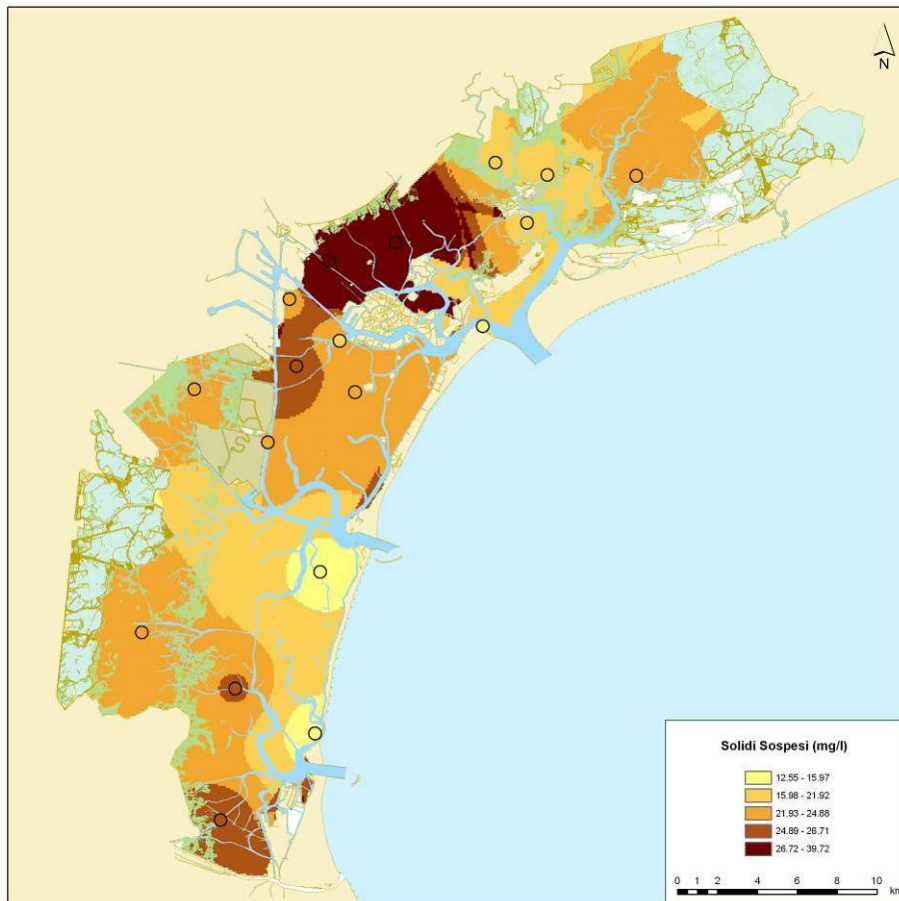 N
Solidi Sospesi (mg/l)
12.55 - 15.97
15.98 - 21.92
21.93 - 24.88
24.89 - 26.71
26.72 - 39.72
0 1 2 4 6 8 10
km